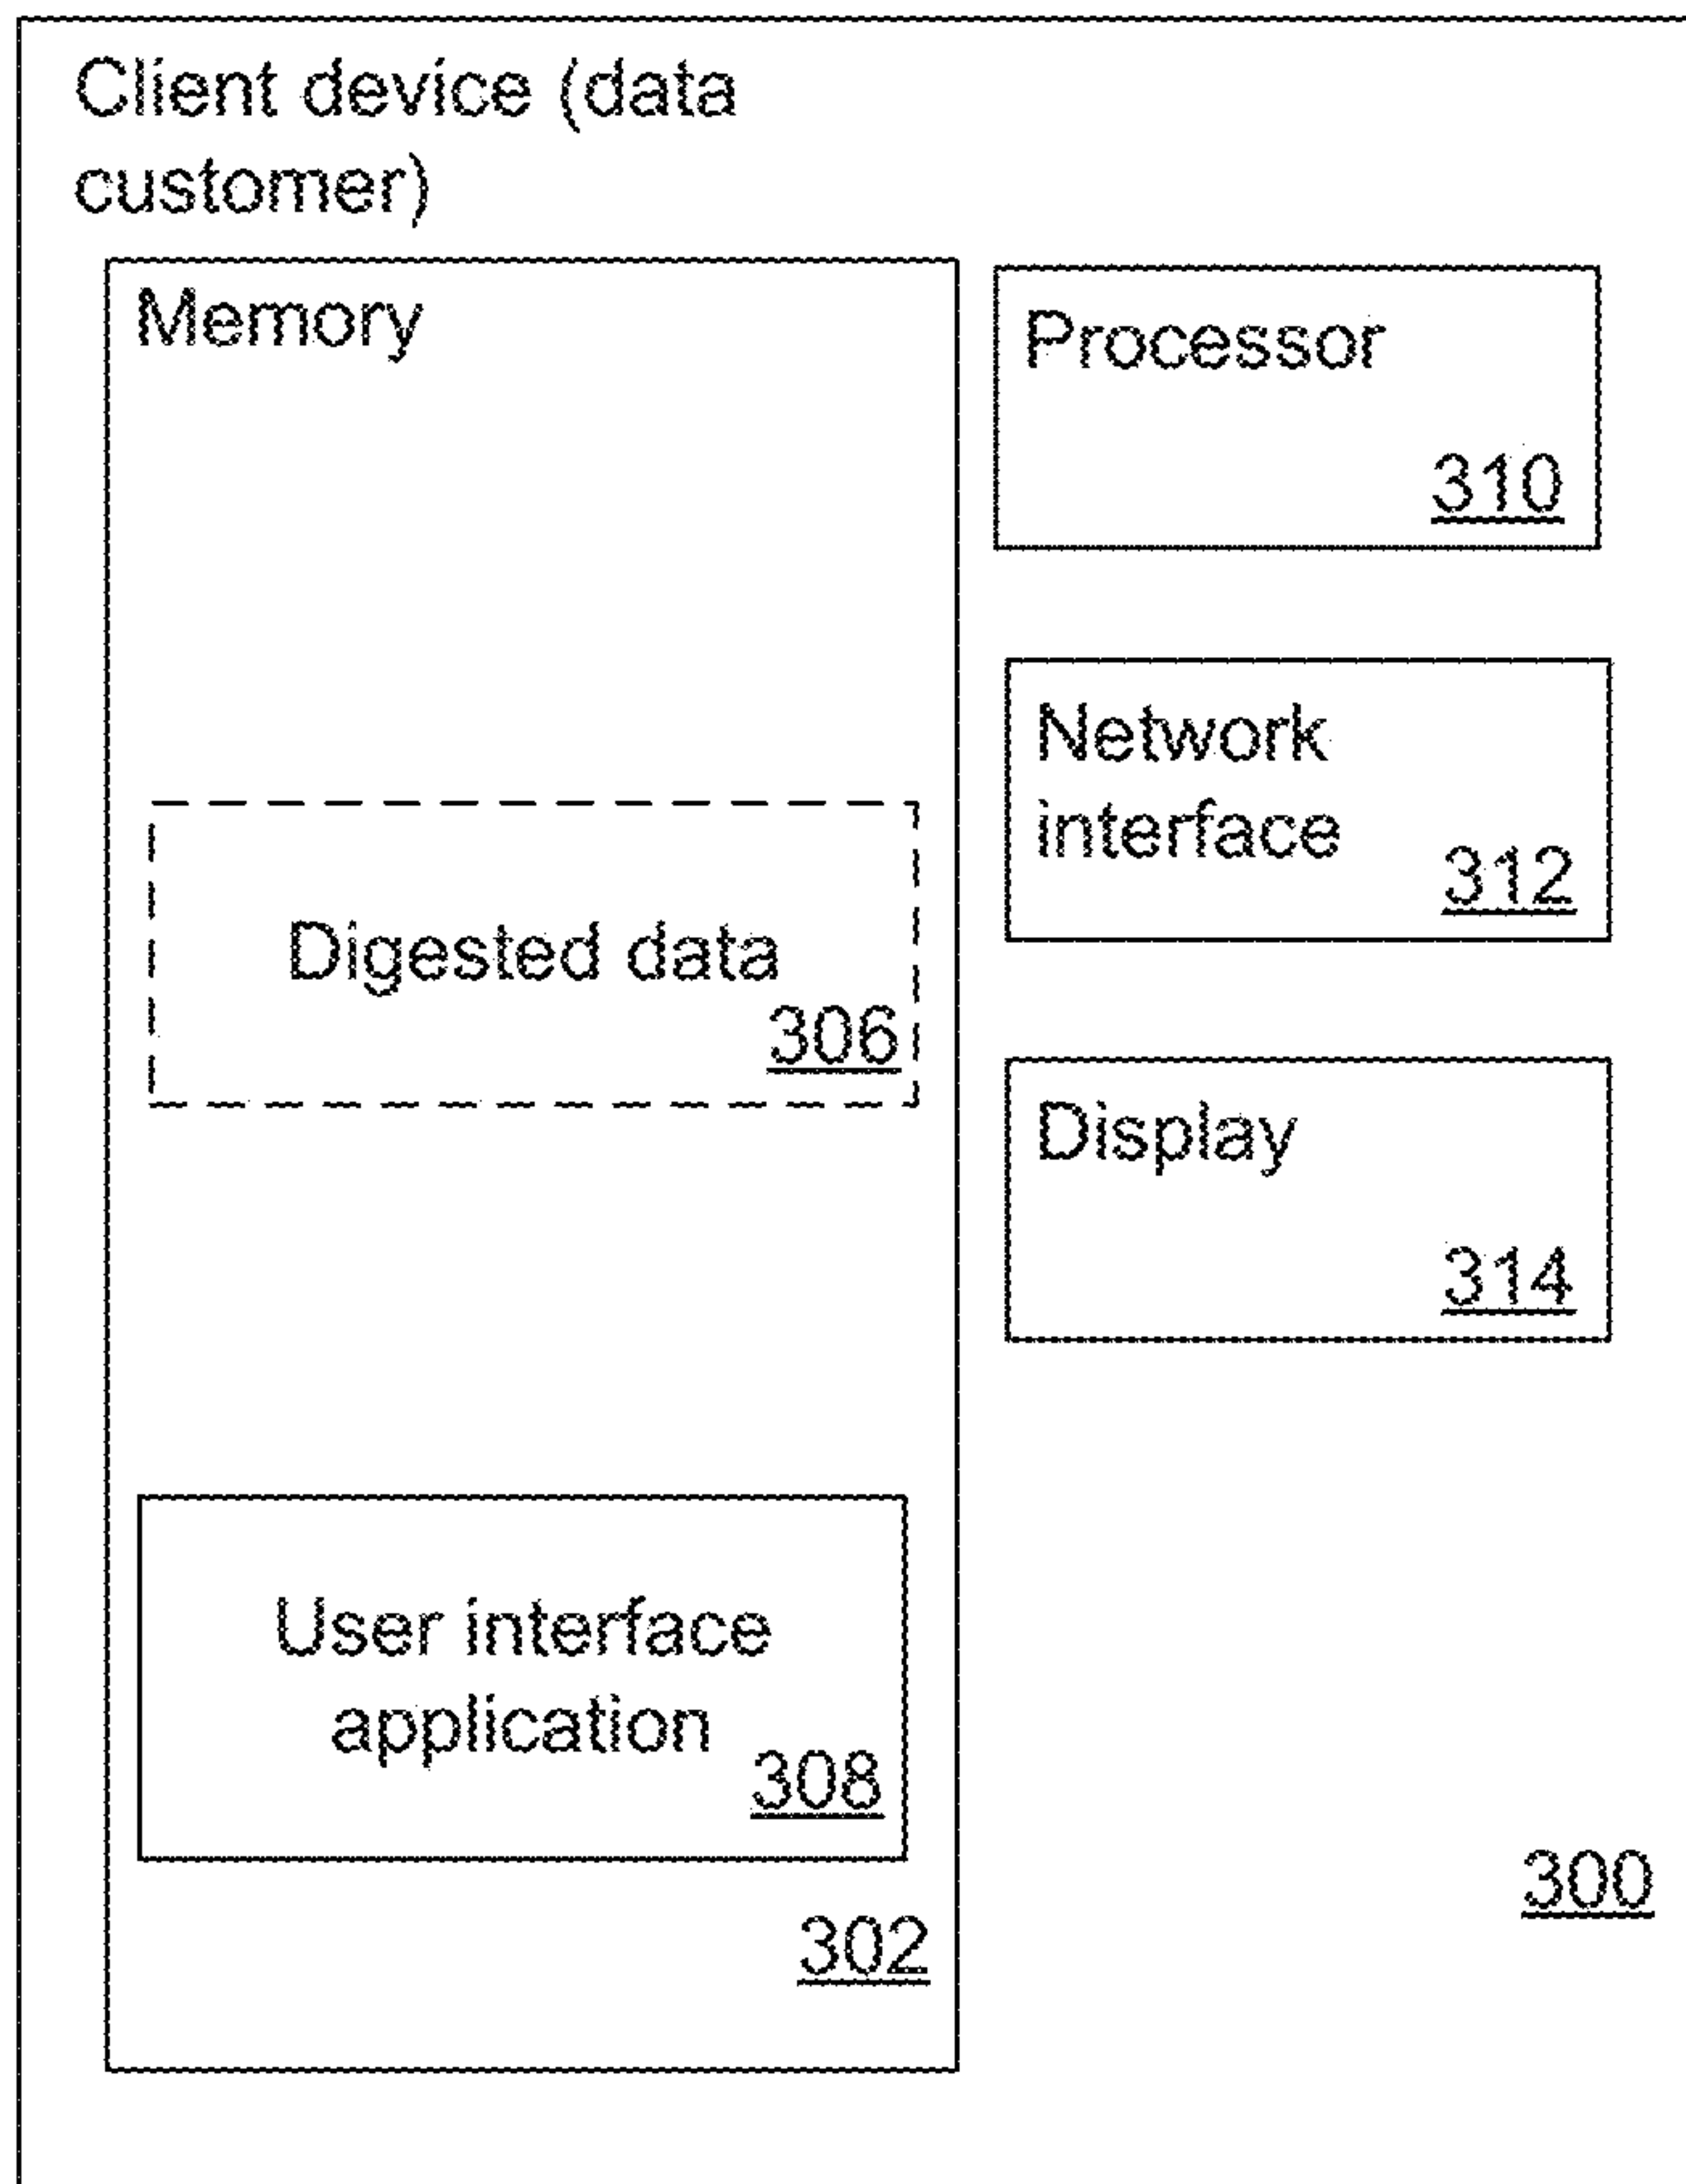 Client device (data
customer)
Memory
Digested data
306
User interface
application
308
302
Processor
310
Network
interface
312
Display
314
300